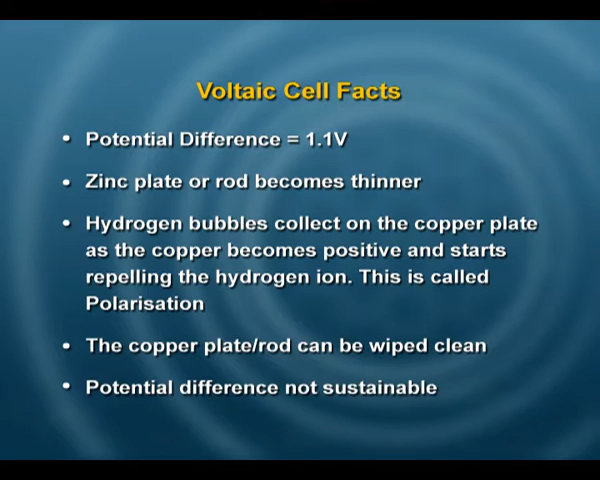 Voltaic Cell Facts
• Potential Difference = 1.1V
• Zinc plate or rod becomes thinner
• Hydrogen bubbles collect on the copper plate
as the copper becomes positive and starts
repelling the hydrogen ion. This is called
Polarisation
• The copper plate/rod can be wiped clean
• Potential difference not sustainable